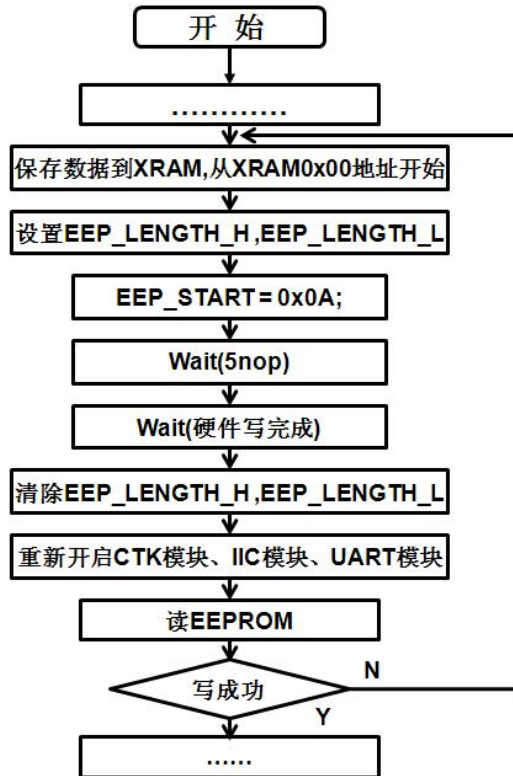 开 始
............
保存数据到XRAM,从XRAM0x00地址开始
设置EEP_LENGTH_H ,EEP_LENGTH_L
EEP_START = 0x0A;
Wait(5nop)
Wait(硬件写完成)
清除EEP_LENGTH_H ,EEP_LENGTH_L
重新开启CTK模块、IIC模块、UART模块
读EEPROM
写成功
N
Y
......